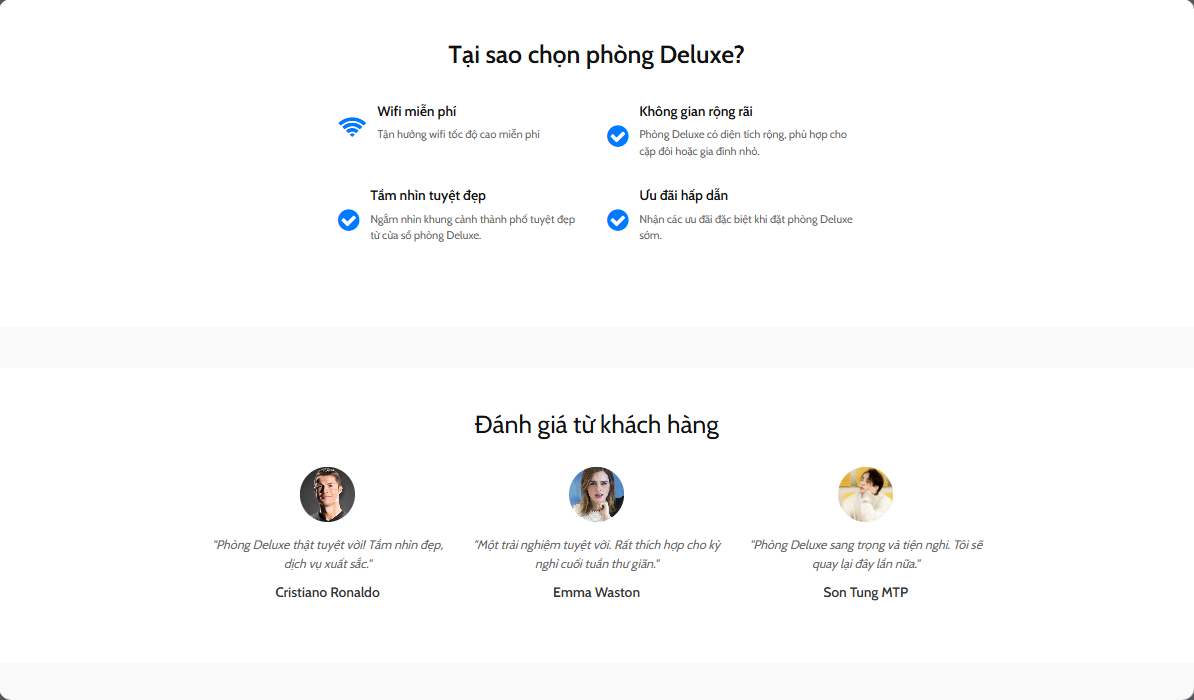 Tại sao chọn phòng Deluxe?
Wifi miễn phí
Tận hưởng wifi tốc độ cao miễn phí
Không gian rộng rãi
Phòng Deluxe có diện tích rộng, phù hợp cho
cặp đôi hoặc gia đình nhỏ.
Tầm nhìn tuyệt đẹp
Ngắm nhìn khung cảnh thành phố tuyệt đẹp
từ cửa sổ phòng Deluxe.
Ưu đãi hấp dẫn
Nhận các ưu đãi đặc biệt khi đặt phòng Deluxe
sớm.
Đánh giá từ khách hàng
"Phòng Deluxe thật tuyệt vời! Tầm nhìn đẹp,
dịch vụ xuất sắc."
Cristiano Ronaldo
"Một trải nghiệm tuyệt vời. Rất thích hợp cho kỳ
nghỉ cuối tuần thư giãn."
Emma Waston
"Phòng Deluxe sang trọng và tiện nghi. Tôi sẽ
quay lại đây lần nữa."
Son Tung MTP